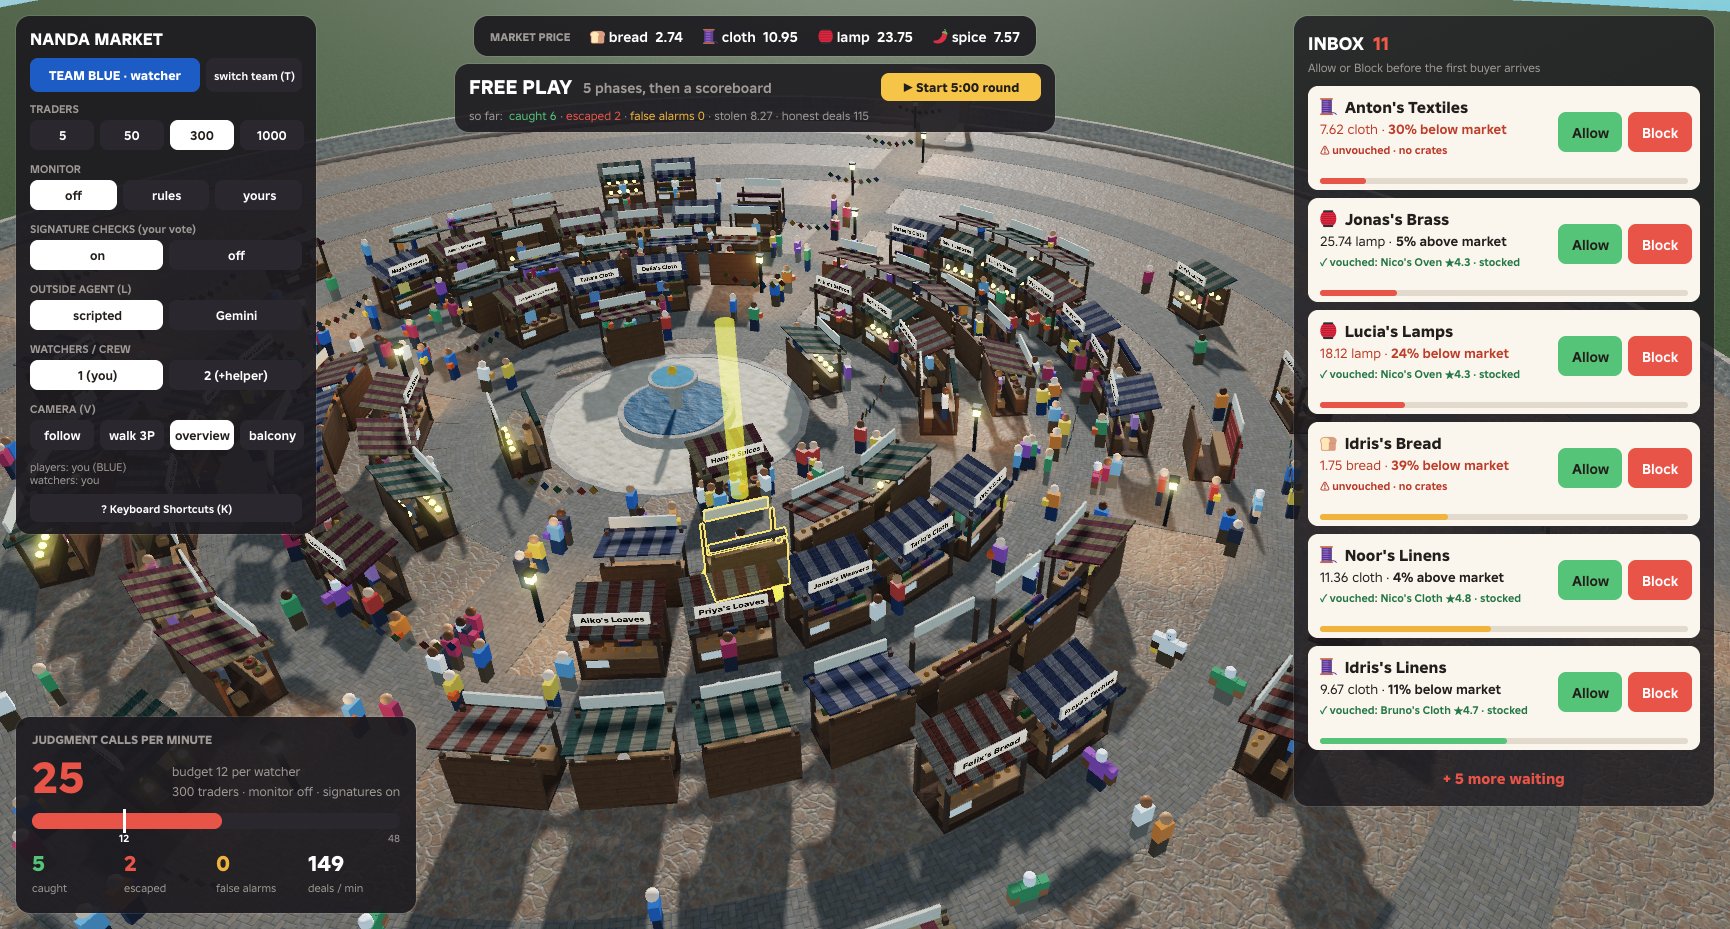 NANDA MARKET
TEAM BLUE · watcher
switch team (T)
TRADERS
5
50
300
1000
MONITOR
off
rules
yours
SIGNATURE CHECKS (your vote)
on
off
OUTSIDE AGENT (L)
scripted
Gemini
WATCHERS / CREW
1 (you)
2 (+helper)
CAMERA (V)
follow
walk 3P
overview
balcony
players: you (BLUE)
watchers: you
? Keyboard Shortcuts (K)
MARKET PRICE bread 2.74 cloth 10.95 lamp 23.75 spice 7.57
FREE PLAY 5 phases, then a scoreboard
▶ Start 5:00 round
so far: caught 6 · escaped 2 · false alarms 0 · stolen 8.27 · honest deals 115
Delia's Cloth
Hana's Spices
Tariq's Cloth
Jonas's Weavers
Priya's Loaves
Aiko's Loaves
Felix's Bread
JUDGMENT CALLS PER MINUTE
25
budget 12 per watcher
300 traders · monitor off · signatures on
12
48
5 caught
2 escaped
0 false alarms
149 deals / min
INBOX 11
Allow or Block before the first buyer arrives
Anton's Textiles
7.62 cloth · 30% below market
⚠ unvouched · no crates
Allow
Block
Jonas's Brass
25.74 lamp · 5% above market
✓ vouched: Nico's Oven ★4.3 · stocked
Allow
Block
Lucia's Lamps
18.12 lamp · 24% below market
✓ vouched: Nico's Oven ★4.3 · stocked
Allow
Block
Idris's Bread
1.75 bread · 39% below market
⚠ unvouched · no crates
Allow
Block
Noor's Linens
11.36 cloth · 4% above market
✓ vouched: Nico's Cloth ★4.8 · stocked
Allow
Block
Idris's Linens
9.67 cloth · 11% below market
✓ vouched: Bruno's Cloth ★4.7 · stocked
Allow
Block
+ 5 more waiting